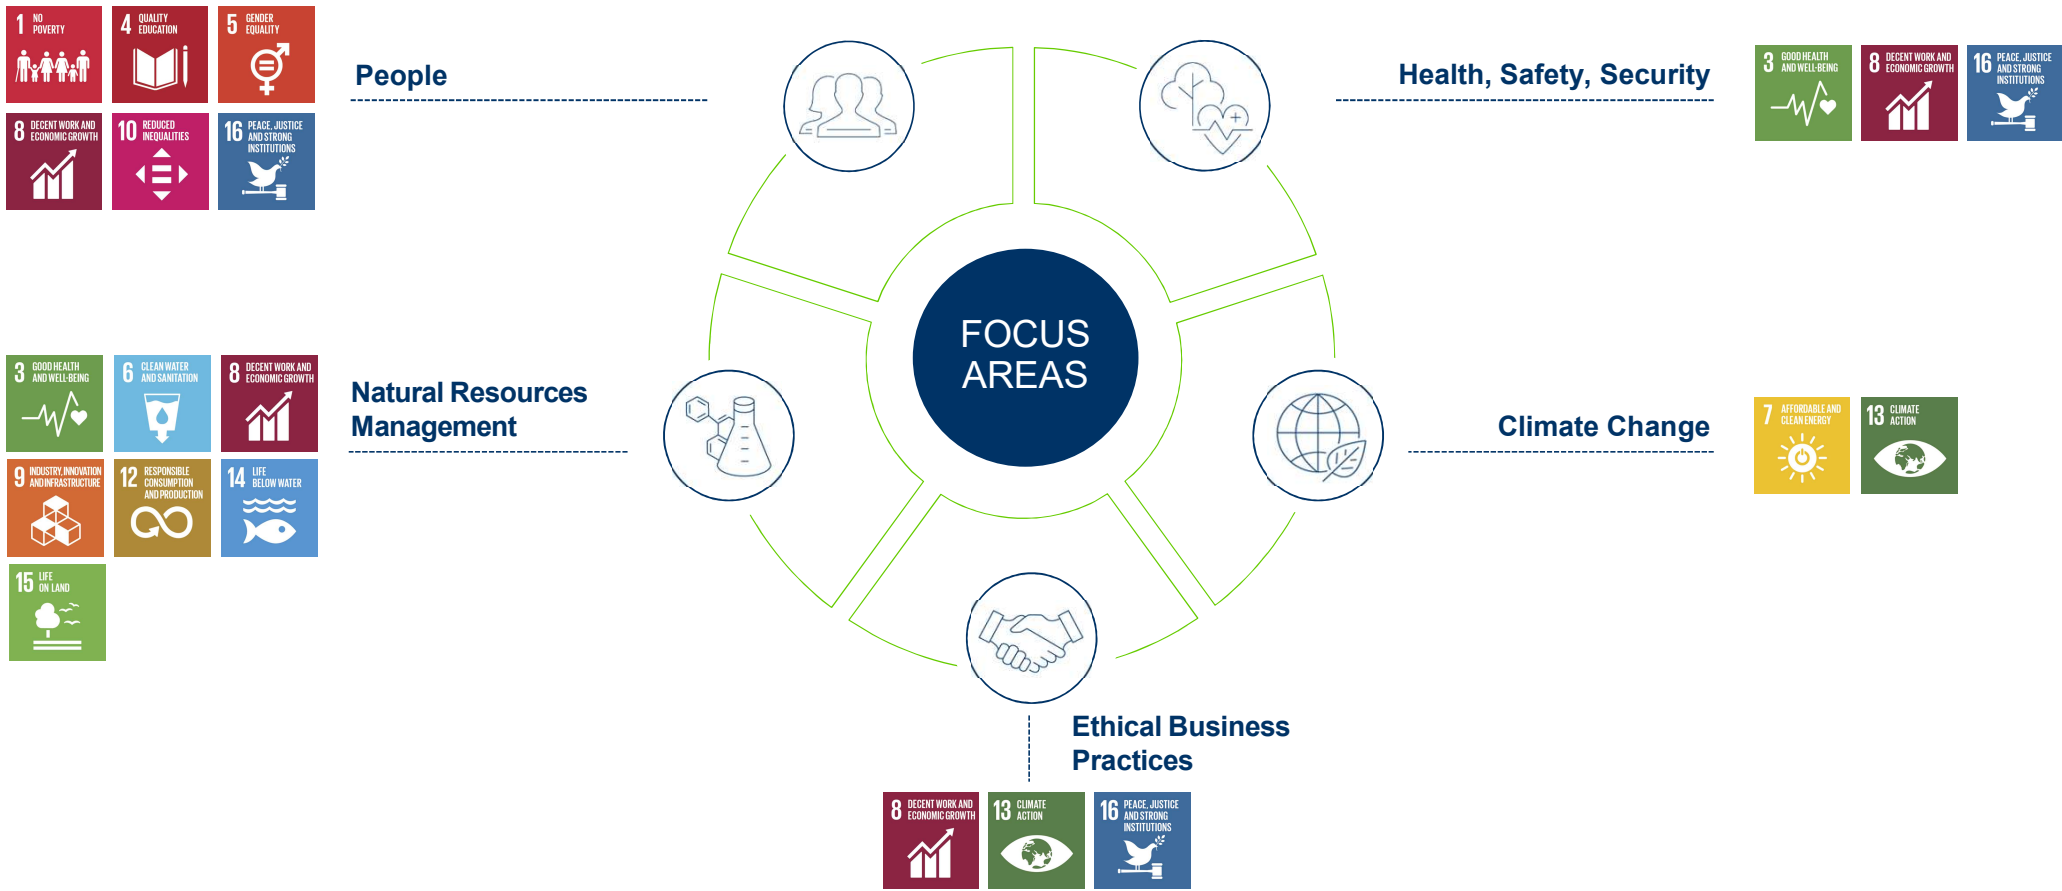 1 NO
POVERTY
4 QUALITY
EDUCATION
5 GENDER
EQUALITY
8 DECENT WORK AND
ECONOMIC GROWTH
10 REDUCED
INEQUALITIES
16 PEACE, JUSTICE
AND STRONG
INSTITUTIONS
People
Health, Safety, Security
3 GOOD HEALTH
AND WELL-BEING
8 DECENT WORK AND
ECONOMIC GROWTH
16 PEACE, JUSTICE
AND STRONG
INSTITUTIONS
FOCUS
AREAS
3 GOOD HEALTH
AND WELL-BEING
6 CLEAN WATER
AND SANITATION
8 DECENT WORK AND
ECONOMIC GROWTH
9 INDUSTRY, INNOVATION
AND INFRASTRUCTURE
12 RESPONSIBLE
CONSUMPTION
AND PRODUCTION
14 LIFE
BELOW WATER
15 LIFE
ON LAND
Natural Resources
Management
Climate Change
7 AFFORDABLE AND
CLEAN ENERGY
13 CLIMATE
ACTION
Ethical Business
Practices
8 DECENT WORK AND
ECONOMIC GROWTH
13 CLIMATE
ACTION
16 PEACE, JUSTICE
AND STRONG
INSTITUTIONS